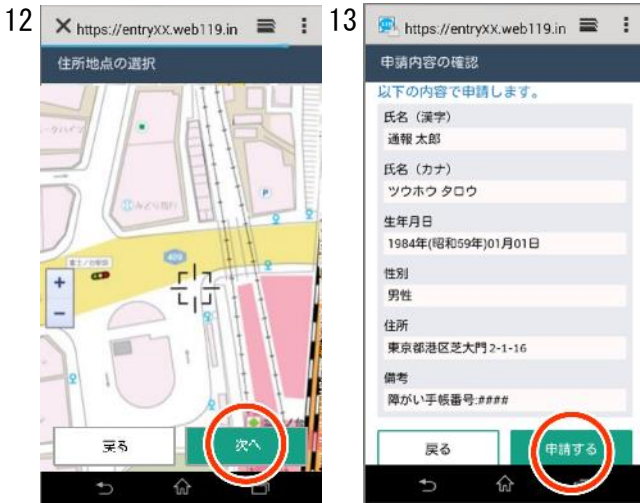 12
https://entryXX.web119.in
住所地点の選択
みどり銀行
P
409
+
−
戻る
次へ
13
https://entryXX.web119.in
申請内容の確認
以下の内容で申請します。
氏名（漢字）
通報 太郎
氏名（カナ）
ツウホウ タロウ
生年月日
1984年(昭和59年)01月01日
性別
男性
住所
東京都港区芝大門2-1-16
備考
障がい手帳番号:####
戻る
申請する